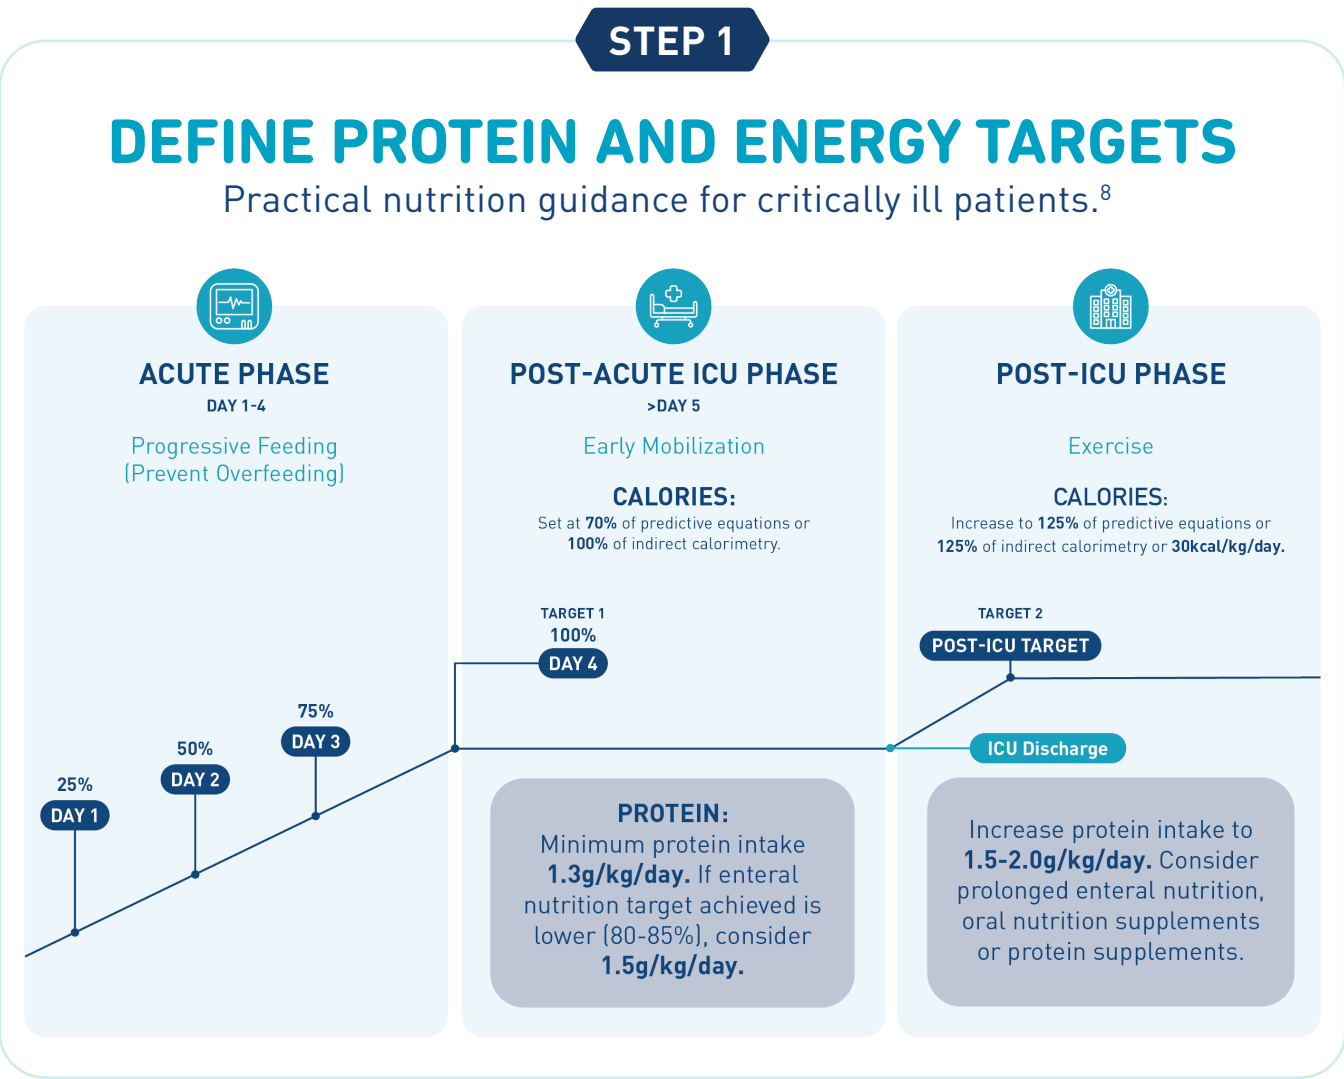 STEP 1
DEFINE PROTEIN AND ENERGY TARGETS
Practical nutrition guidance for critically ill patients.8
ACUTE PHASE
DAY 1-4
Progressive Feeding
(Prevent Overfeeding)
25%
DAY 1
50%
DAY 2
75%
DAY 3
POST-ACUTE ICU PHASE
>DAY 5
Early Mobilization
CALORIES:
Set at 70% of predictive equations or
100% of indirect calorimetry.
TARGET 1
100%
DAY 4
PROTEIN:
Minimum protein intake
1.3g/kg/day. If enteral
nutrition target achieved is
lower (80-85%), consider
1.5g/kg/day.
POST-ICU PHASE
Exercise
CALORIES:
Increase to 125% of predictive equations or
125% of indirect calorimetry or 30kcal/kg/day.
TARGET 2
POST-ICU TARGET
ICU Discharge
Increase protein intake to
1.5-2.0g/kg/day. Consider
prolonged enteral nutrition,
oral nutrition supplements
or protein supplements.